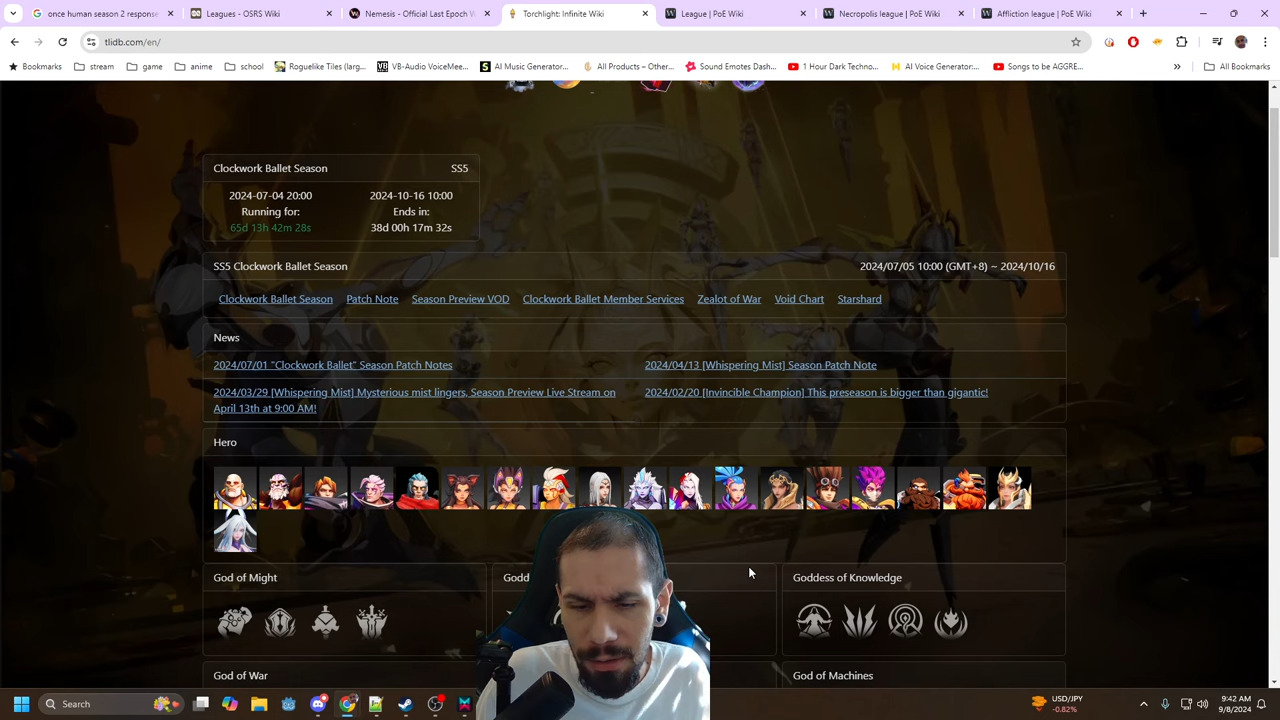 once human season 2 response
Leagues - OSRS Wiki
Nemesis - Official Last Epoch W
Torchlight: Infinite Wiki
League | PoE Wiki
Necropolis league | PoE Wiki
Affliction league | PoE Wiki
tlidb.com/en/
Bookmarks
stream
game
anime
school
Roguelike Tiles (larg...
VB-Audio VoiceMee...
AI Music Generator...
All Products – Other...
Sound Emotes Dash...
1 Hour Dark Techno...
AI Voice Generator:...
Songs to be AGGRE...
All Bookmarks
Clockwork Ballet Season SS5
2024-07-04 20:00 2024-10-16 10:00
Running for: Ends in:
65d 13h 42m 28s 38d 00h 17m 32s
SS5 Clockwork Ballet Season 2024/07/05 10:00 (GMT+8) ~ 2024/10/16
Clockwork Ballet Season Patch Note Season Preview VOD Clockwork Ballet Member Services Zealot of War Void Chart Starshard
News
2024/07/01 "Clockwork Ballet" Season Patch Notes
2024/04/13 [Whispering Mist] Season Patch Note
2024/03/29 [Whispering Mist] Mysterious mist lingers, Season Preview Live Stream on
April 13th at 9:00 AM!
2024/02/20 [Invincible Champion] This preseason is bigger than gigantic!
Hero
God of Might
Godd
Goddess of Knowledge
God of War
God of Machines
Search
USD/JPY
-0.82%
9:42 AM
9/8/2024